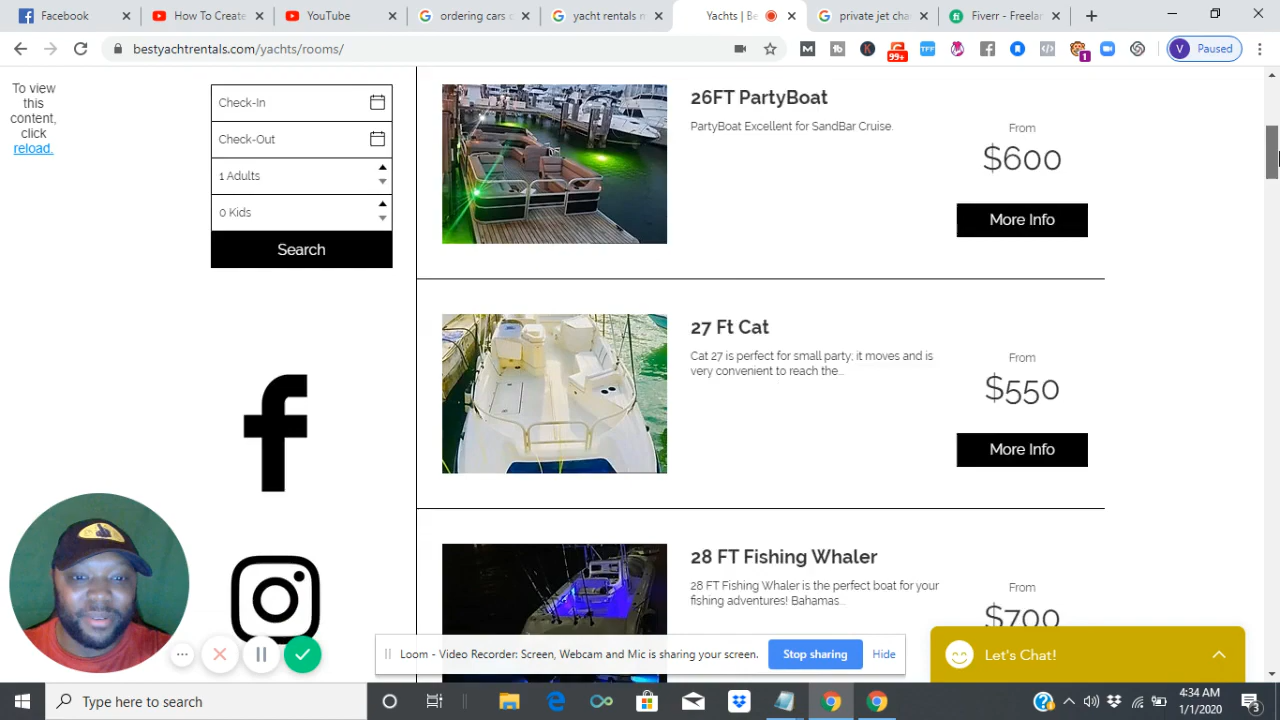 Facebook
How To Create
YouTube
ordering cars o
yacht rentals m
Yachts | Be
private jet cha
Fiverr - Freelan
bestyachtrentals.com/yachts/rooms/
99+
TFF
1
V Paused
To view
this
content,
click
reload.
Check-In
Check-Out
1 Adults
0 Kids
Search
26FT PartyBoat
PartyBoat Excellent for SandBar Cruise.
From
$600
More Info
27 Ft Cat
Cat 27 is perfect for small party, it moves and is
very convenient to reach the...
From
$550
More Info
28 FT Fishing Whaler
28 FT Fishing Whaler is the perfect boat for your
fishing adventures! Bahamas...
From
$700
Loom - Video Recorder: Screen, Webcam and Mic is sharing your screen.
Stop sharing
Hide
Let's Chat!
Type here to search
4:34 AM
1/1/2020
3